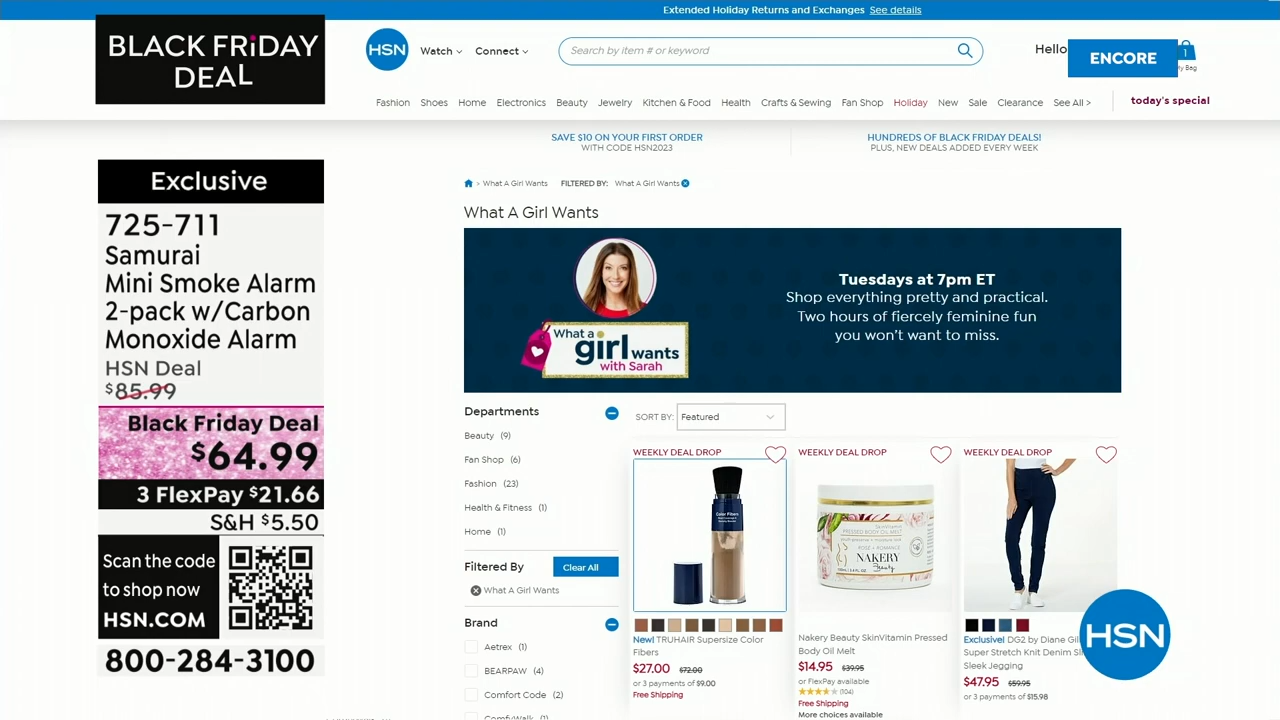 Extended Holiday Returns and Exchanges See details
BLACK FRIDAY
DEAL
HSN
Watch
Connect
Search by item # or keyword
Hello
ENCORE
1
Fashion Shoes Home Electronics Beauty Jewelry Kitchen & Food Health Crafts & Sewing Fan Shop Holiday New Sale Clearance See All >
today's special
SAVE $10 ON YOUR FIRST ORDER
WITH CODE HSN2023
HUNDREDS OF BLACK FRIDAY DEALS!
PLUS, NEW DEALS ADDED EVERY WEEK
Exclusive
725-711
Samurai
Mini Smoke Alarm
2-pack w/Carbon
Monoxide Alarm
HSN Deal
$85.99
Black Friday Deal
$64.99
3 FlexPay $21.66
S&H $5.50
Scan the code
to shop now
HSN.COM
800-284-3100
> What A Girl Wants FILTERED BY: What A Girl Wants
What A Girl Wants
What a
girl wants
with Sarah
Tuesdays at 7pm ET
Shop everything pretty and practical.
Two hours of fiercely feminine fun
you won't want to miss.
Departments
Beauty (9)
Fan Shop (6)
Fashion (23)
Health & Fitness (1)
Home (1)
Filtered By
Clear All
What A Girl Wants
Brand
Aetrex (1)
BEARPAW (4)
Comfort Code (2)
SORT BY: Featured
WEEKLY DEAL DROP
Color Fibers
New! TRUHAIR Supersize Color
Fibers
$27.00 $72.00
or 3 payments of $9.00
Free Shipping
WEEKLY DEAL DROP
SkinVitamin
PRESSED BODY OIL MELT
NAKERY
Beauty
Nakery Beauty SkinVitamin Pressed
Body Oil Melt
$14.95 $39.95
or FlexPay available
(104)
Free Shipping
More choices available
WEEKLY DEAL DROP
Exclusive! DG2 by Diane
Super Stretch Knit Denim
Sleek Jegging
$47.95 $59.95
or 3 payments of $15.98
HSN